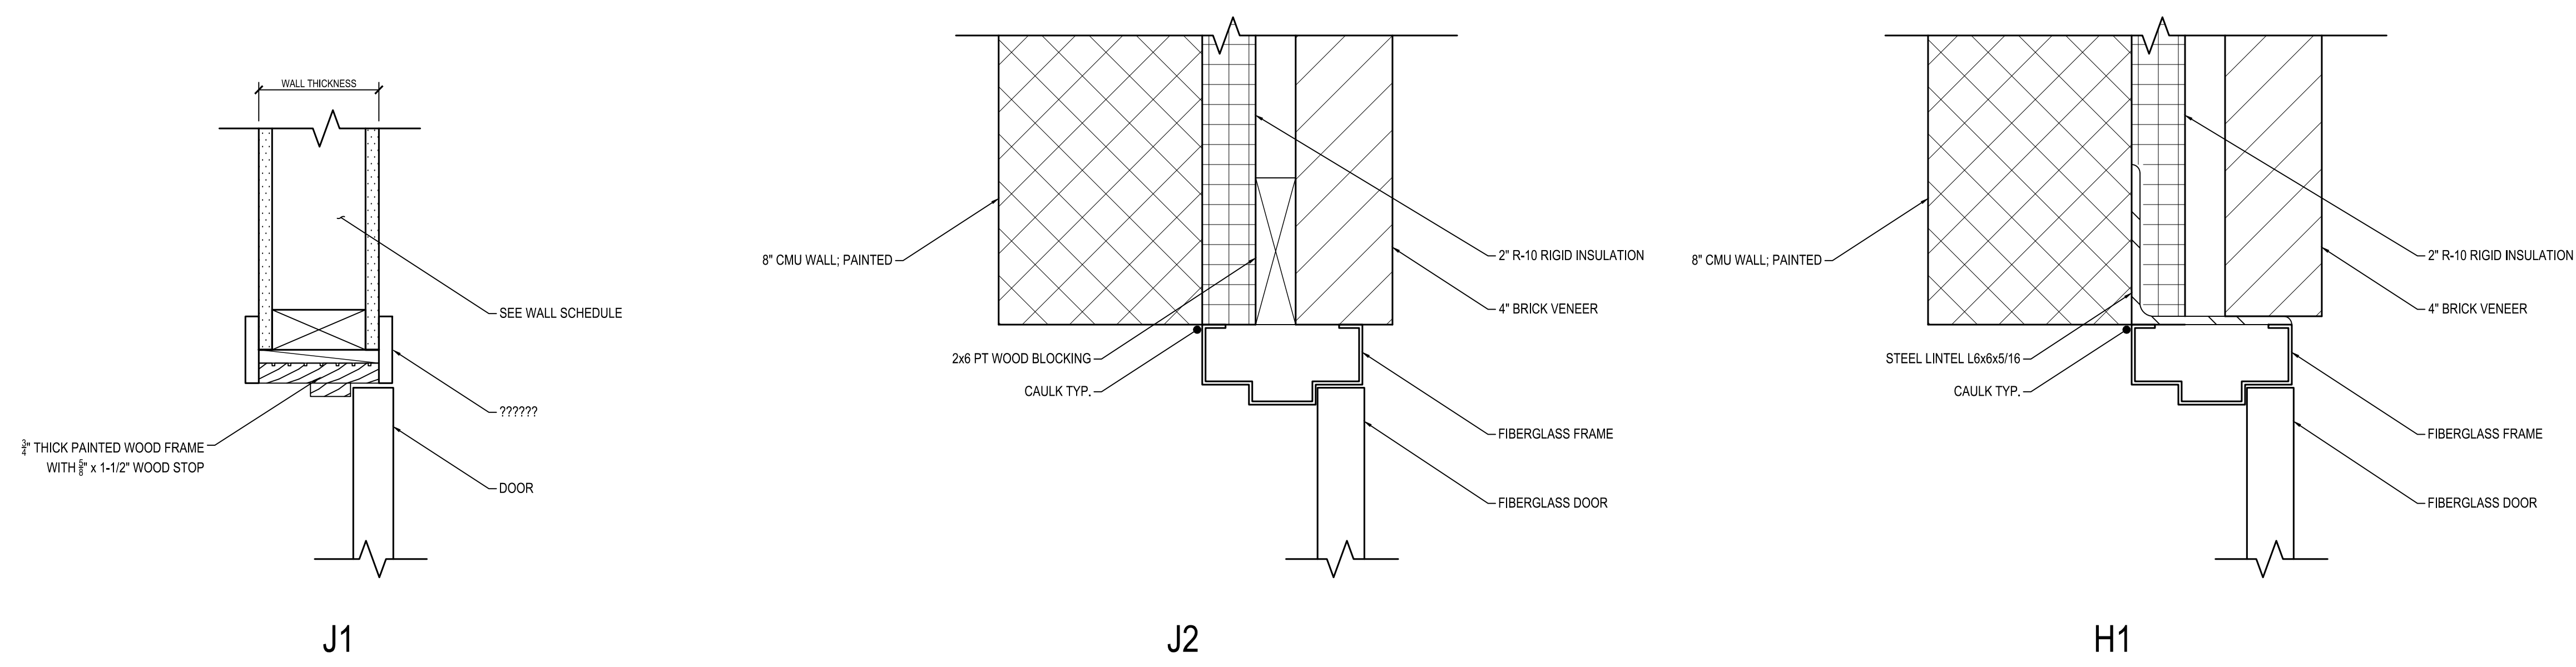 WALL THICKNESS
SEE WALL SCHEDULE
??????
3/4" THICK PAINTED WOOD FRAME
WITH 5/8" x 1-1/2" WOOD STOP
DOOR
J1
8" CMU WALL; PAINTED
2" R-10 RIGID INSULATION
4" BRICK VENEER
2x6 PT WOOD BLOCKING
CAULK TYP.
FIBERGLASS FRAME
FIBERGLASS DOOR
J2
8" CMU WALL; PAINTED
2" R-10 RIGID INSULATION
4" BRICK VENEER
STEEL LINTEL L6x6x5/16
CAULK TYP.
FIBERGLASS FRAME
FIBERGLASS DOOR
H1